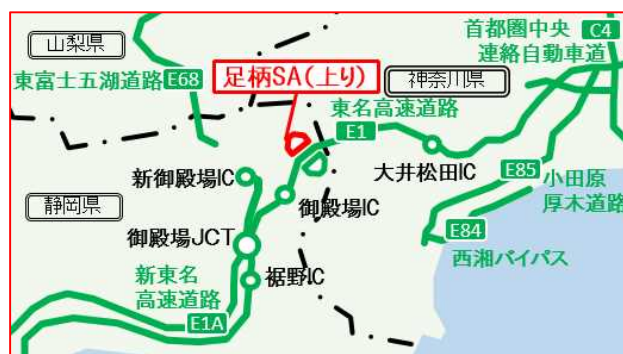 首都圏中央
連絡自動車道
C4
山梨県
東富士五湖道路
E68
足柄SA(上り)
神奈川県
東名高速道路
E1
大井松田IC
新御殿場IC
御殿場IC
E85
小田原
厚木道路
静岡県
御殿場JCT
E84
西湘バイパス
新東名
高速道路
裾野IC
E1A